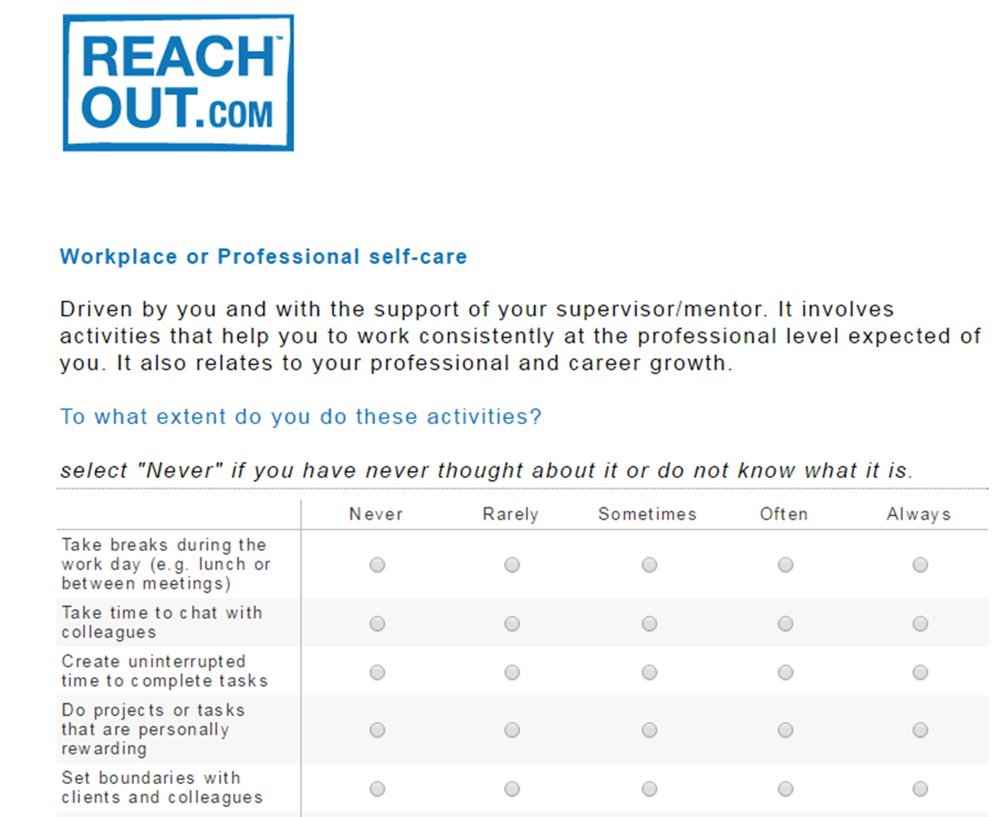 REACH™
OUT.COM
Workplace or Professional self-care
Driven by you and with the support of your supervisor/mentor. It involves
activities that help you to work consistently at the professional level expected of
you. It also relates to your professional and career growth.
To what extent do you do these activities?
select "Never" if you have never thought about it or do not know what it is.
Never Rarely Sometimes Often Always
Take breaks during the
work day (e.g. lunch or
between meetings)
Take time to chat with
colleagues
Create uninterrupted
time to complete tasks
Do projects or tasks
that are personally
rewarding
Set boundaries with
clients and colleagues